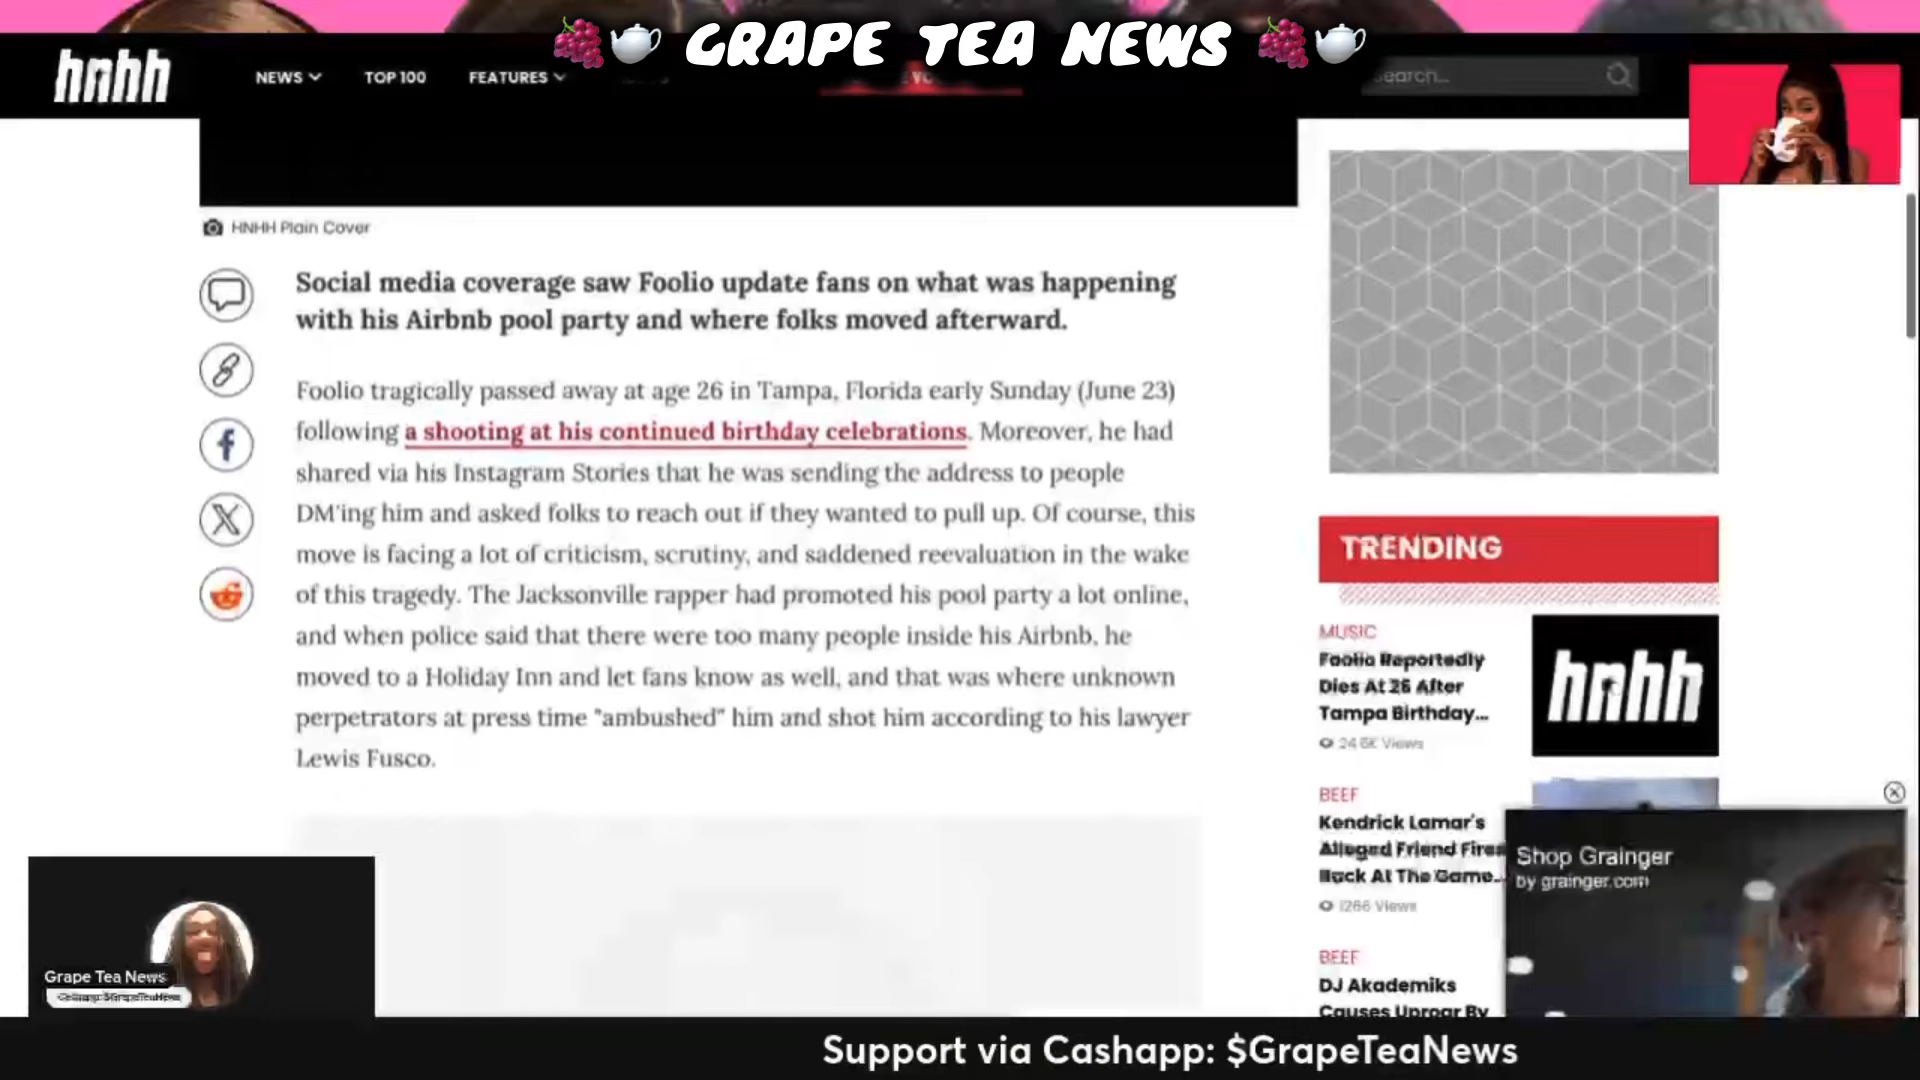 GRAPE TEA NEWS
hnhh
NEWS
TOP 100
FEATURES
Search...
HNHH Plain Cover
Social media coverage saw Foolio update fans on what was happening
with his Airbnb pool party and where folks moved afterward.
Foolio tragically passed away at age 26 in Tampa, Florida early Sunday (June 23)
following a shooting at his continued birthday celebrations. Moreover, he had
shared via his Instagram Stories that he was sending the address to people
DM'ing him and asked folks to reach out if they wanted to pull up. Of course, this
move is facing a lot of criticism, scrutiny, and saddened reevaluation in the wake
of this tragedy. The Jacksonville rapper had promoted his pool party a lot online,
and when police said that there were too many people inside his Airbnb, he
moved to a Holiday Inn and let fans know as well, and that was where unknown
perpetrators at press time "ambushed" him and shot him according to his lawyer
Lewis Fusco.
TRENDING
MUSIC
Foolio Reportedly
Dies At 26 After
Tampa Birthday...
24.6K Views
hnhh
BEEF
Kendrick Lamar's
Alleged Friend Fires
Back At The Game...
1266 Views
BEEF
DJ Akademiks
Causes Uproar By
Shop Grainger
by grainger.com
Grape Tea News
Cashapp: $GrapeTeaNews
Support via Cashapp: $GrapeTeaNews